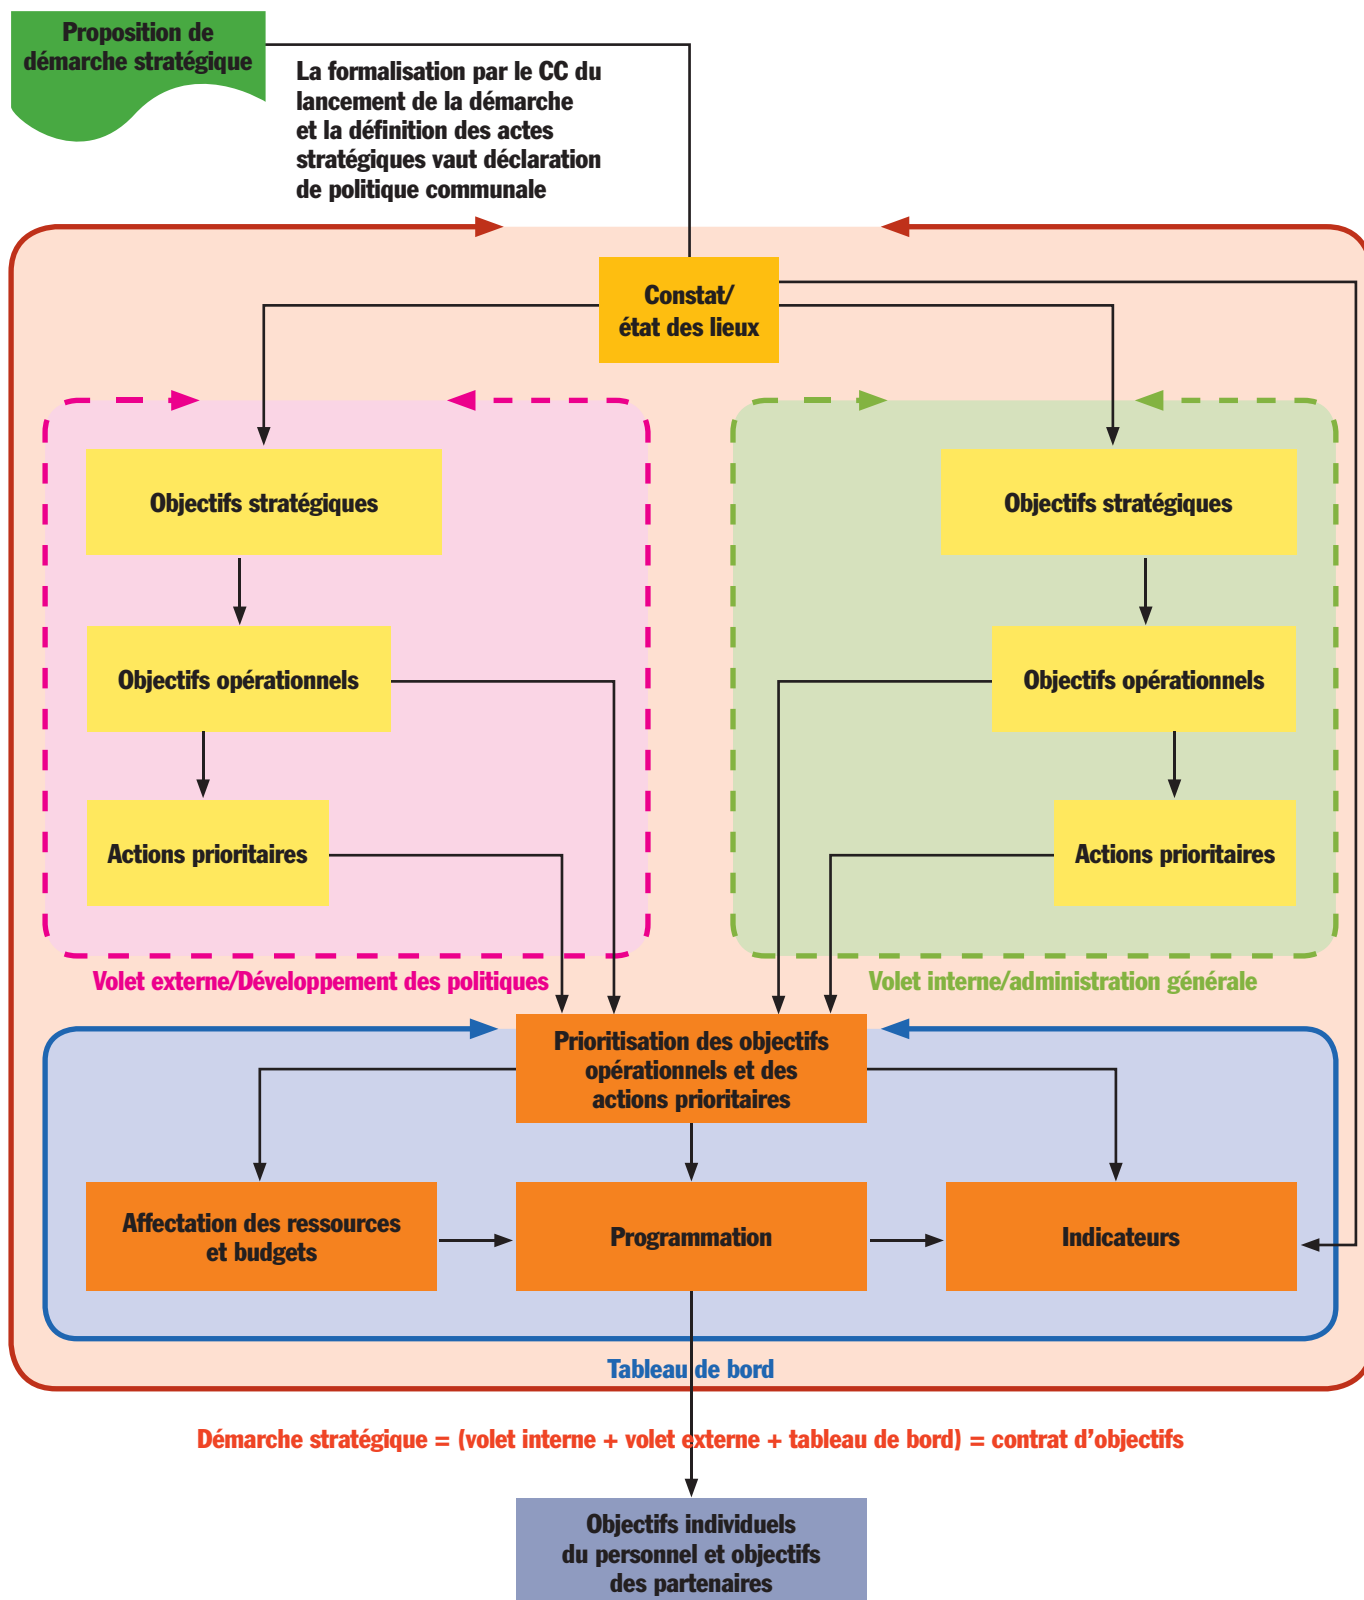 Proposition de
démarche stratégique
La formalisation par le CC du
lancement de la démarche
et la définition des actes
stratégiques vaut déclaration
de politique communale
Constat/
état des lieux
Objectifs stratégiques
Objectifs opérationnels
Actions prioritaires
Volet externe/Développement des politiques
Objectifs stratégiques
Objectifs opérationnels
Actions prioritaires
Volet interne/administration générale
Prioritisation des objectifs
opérationnels et des
actions prioritaires
Affectation des ressources
et budgets
Programmation
Indicateurs
Tableau de bord
Démarche stratégique = (volet interne + volet externe + tableau de bord) = contrat d’objectifs
Objectifs individuels
du personnel et objectifs
des partenaires